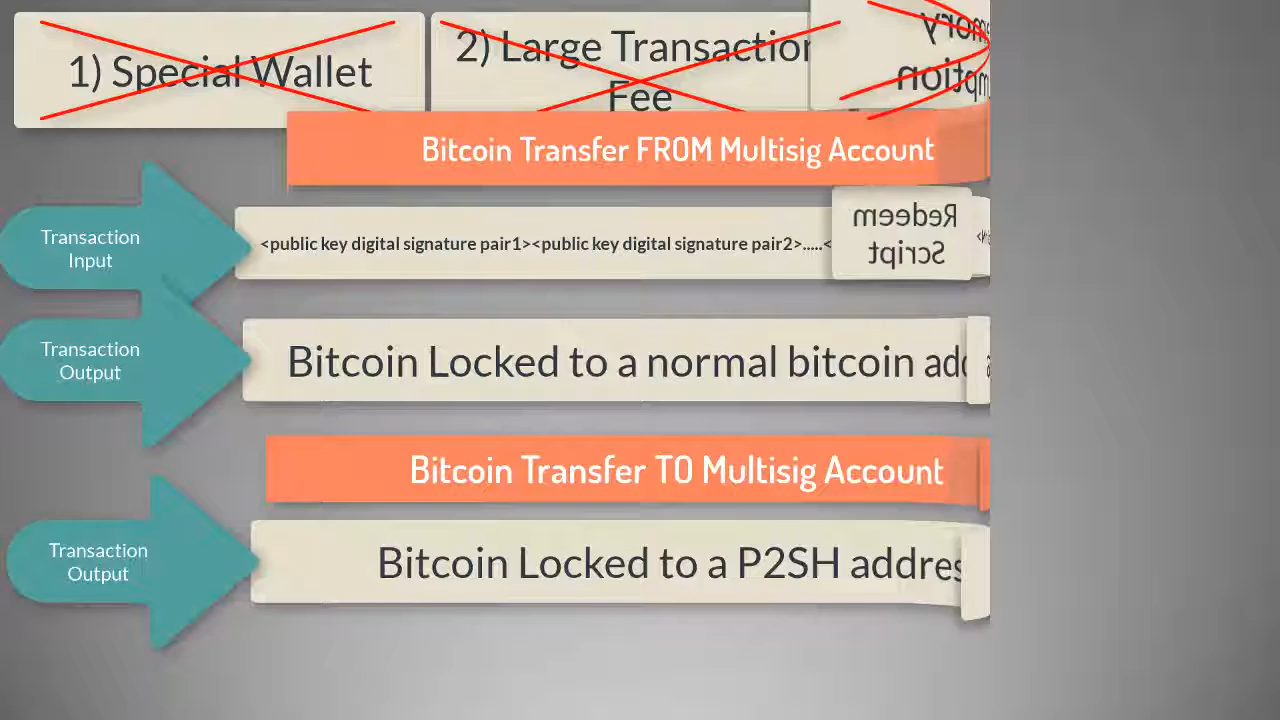 1) Special Wallet
2) Large Transaction
Fee
Bitcoin Transfer FROM Multisig Account
Transaction
Input
<public key digital signature pair1><public key digital signature pair2>.....<
Redeem
Script
Transaction
Output
Bitcoin Locked to a normal bitcoin add
Bitcoin Transfer TO Multisig Account
Transaction
Output
Bitcoin Locked to a P2SH addres